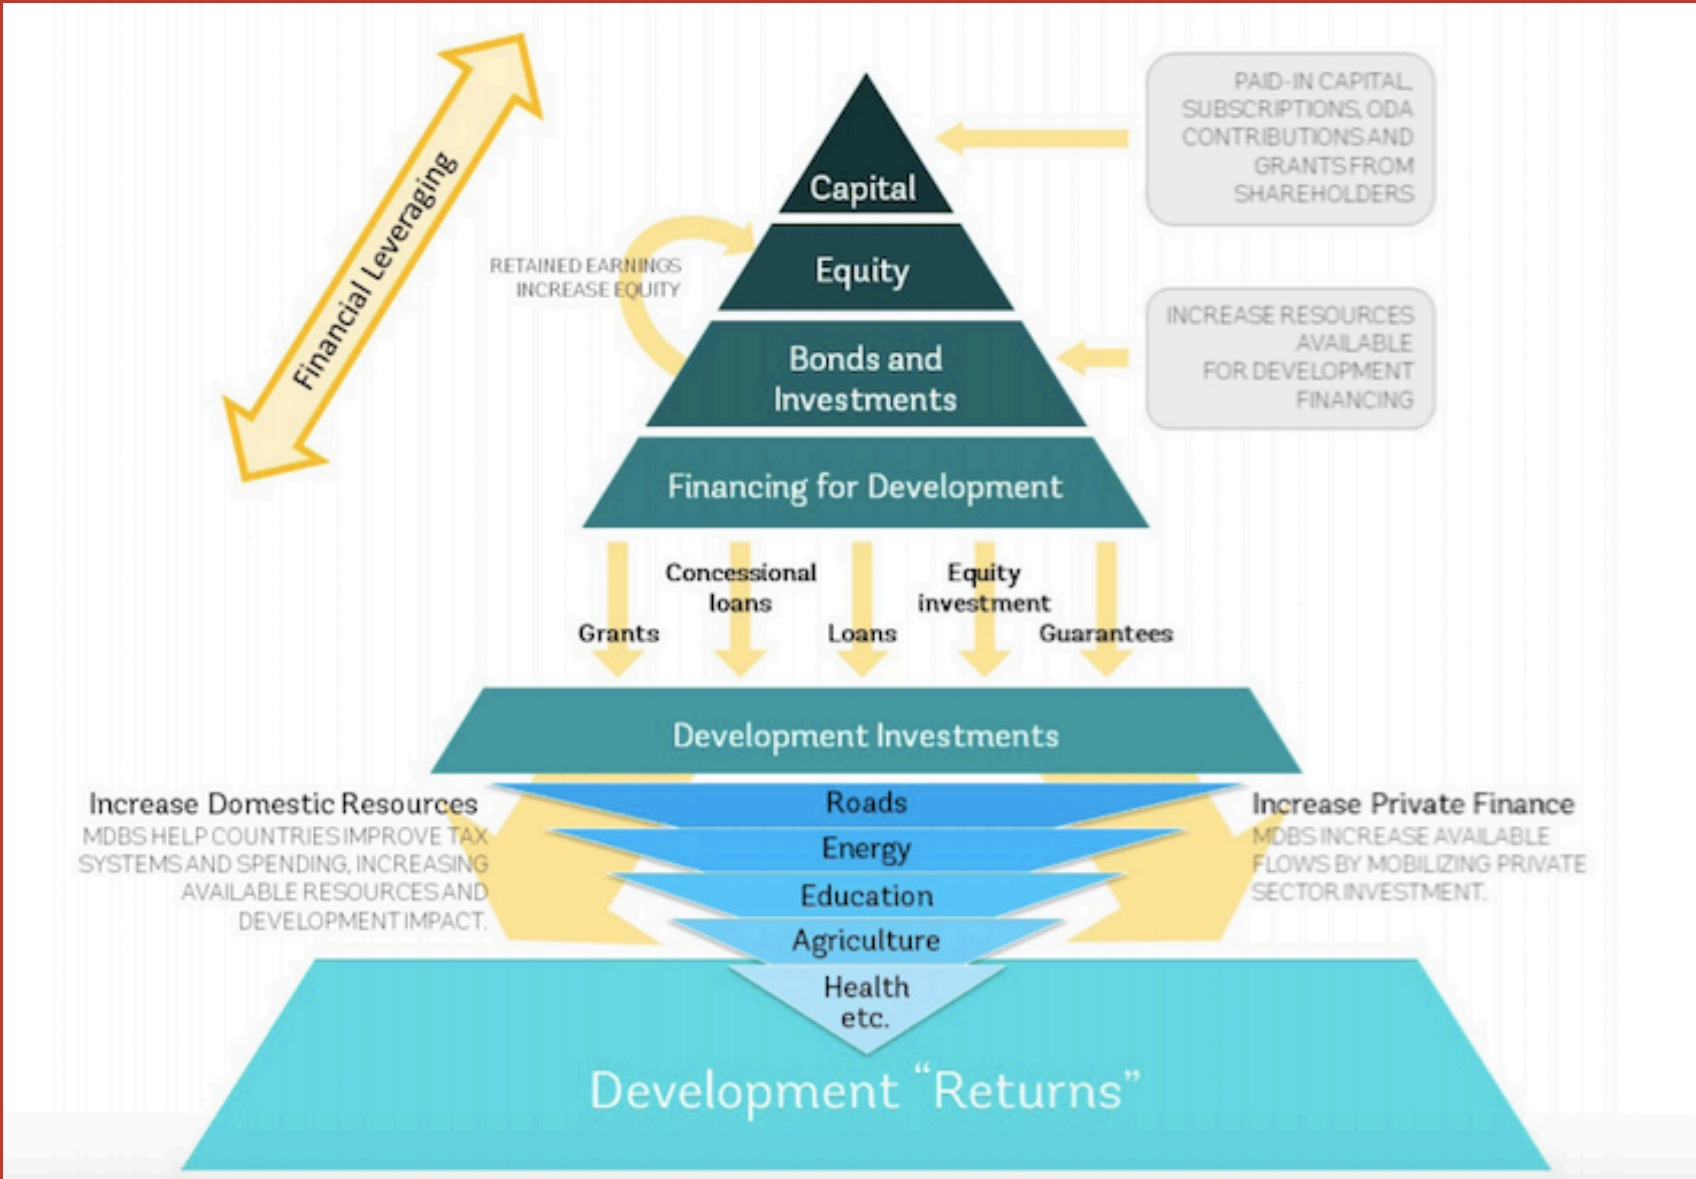 Financial Leveraging
PAID-IN CAPITAL,
SUBSCRIPTIONS, ODA
CONTRIBUTIONS AND
GRANTS FROM
SHAREHOLDERS
Capital
RETAINED EARNINGS
INCREASE EQUITY
Equity
INCREASE RESOURCES
AVAILABLE
FOR DEVELOPMENT
FINANCING
Bonds and
Investments
Financing for Development
Grants
Concessional
loans
Loans
Equity
investment
Guarantees
Development Investments
Increase Domestic Resources
MDBS HELP COUNTRIES IMPROVE TAX
SYSTEMS AND SPENDING, INCREASING
AVAILABLE RESOURCES AND
DEVELOPMENT IMPACT.
Roads
Energy
Education
Agriculture
Health
etc.
Increase Private Finance
MDBS INCREASE AVAILABLE
FLOWS BY MOBILIZING PRIVATE
SECTOR INVESTMENT.
Development “Returns”